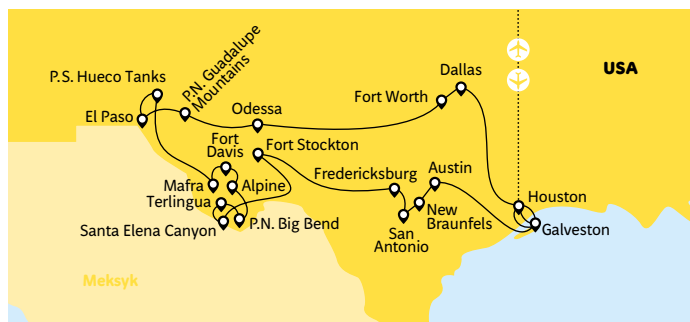 P.S. Hueco Tanks
P.N. Guadalupe
Mountains
Dallas
USA
Fort Worth
El Paso
Odessa
Fort
Davis
Fort Stockton
Fredericksburg
Austin
Mafra
Alpine
Terlingua
Houston
New
Braunfels
Santa Elena Canyon
P.N. Big Bend
San
Antonio
Galveston
Meksyk